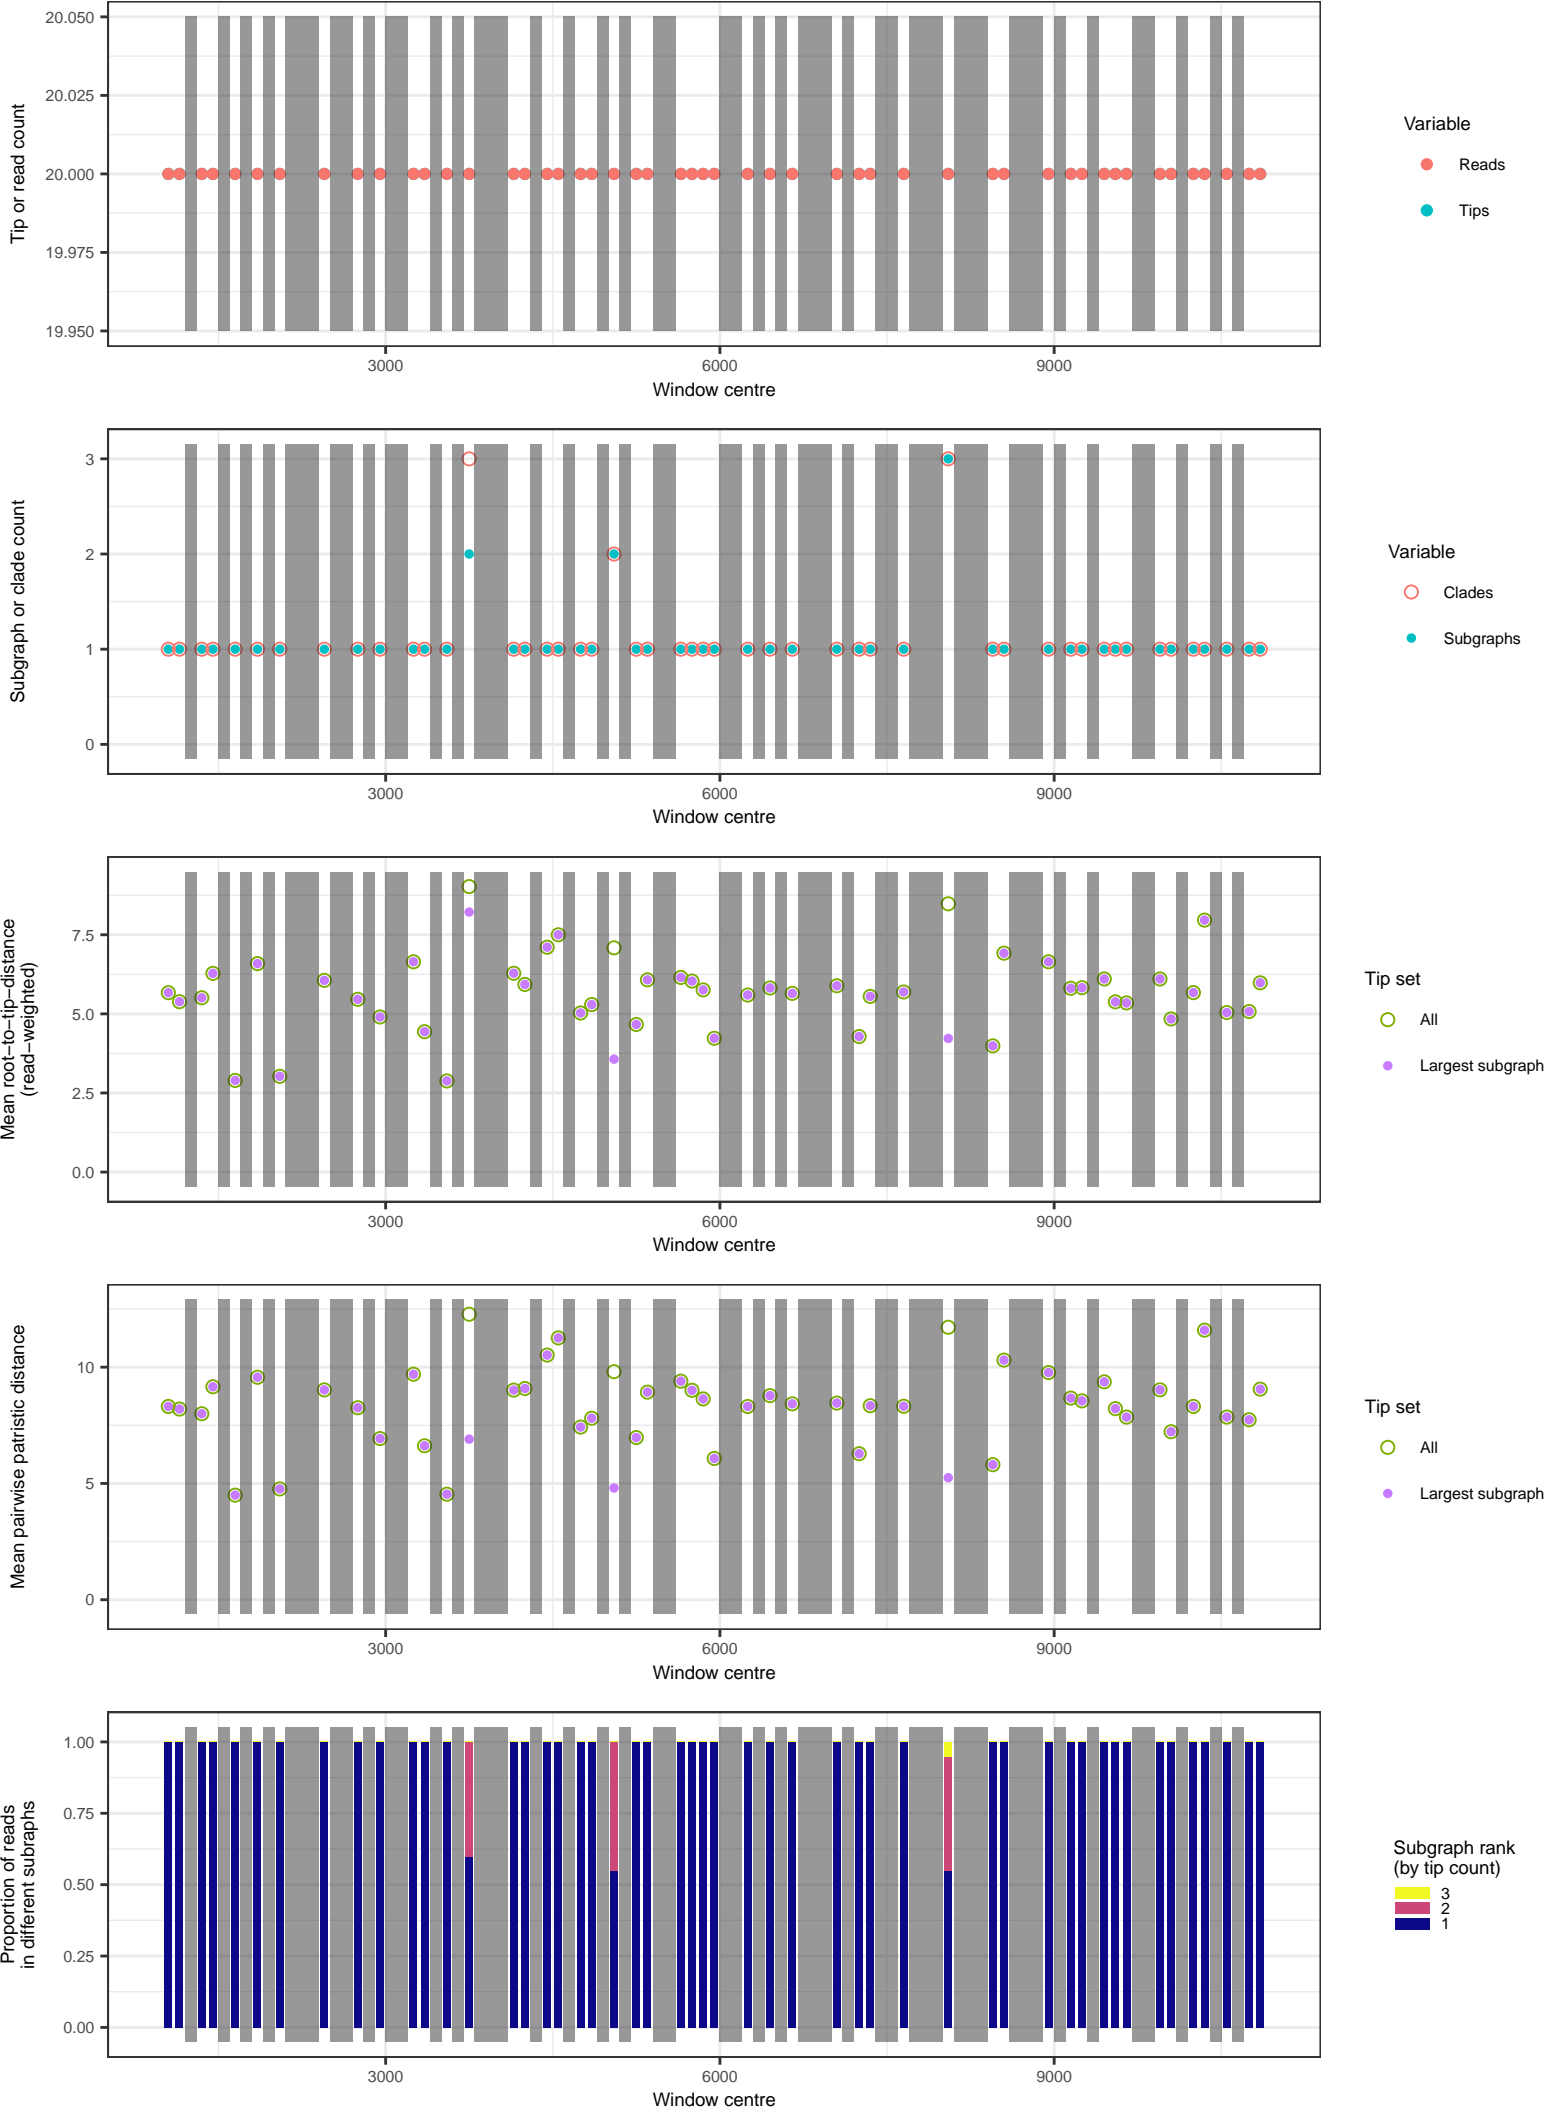 20.050
20.025
20.000
19.975
19.950
Tip or read count
3000
6000
9000
Window centre
Variable
Reads
Tips
3
2
1
0
Subgraph or clade count
3000
6000
9000
Window centre
Variable
Clades
Subgraphs
7.5
5.0
2.5
0.0
Mean root−to−tip−distance
(read−weighted)
3000
6000
9000
Window centre
Tip set
All
Largest subgraph
10
5
0
Mean pairwise patristic distance
3000
6000
9000
Window centre
Tip set
All
Largest subgraph
1.00
0.75
0.50
0.25
0.00
Proportion of reads
in different subraphs
3000
6000
9000
Window centre
Subgraph rank
(by tip count)
3
2
1